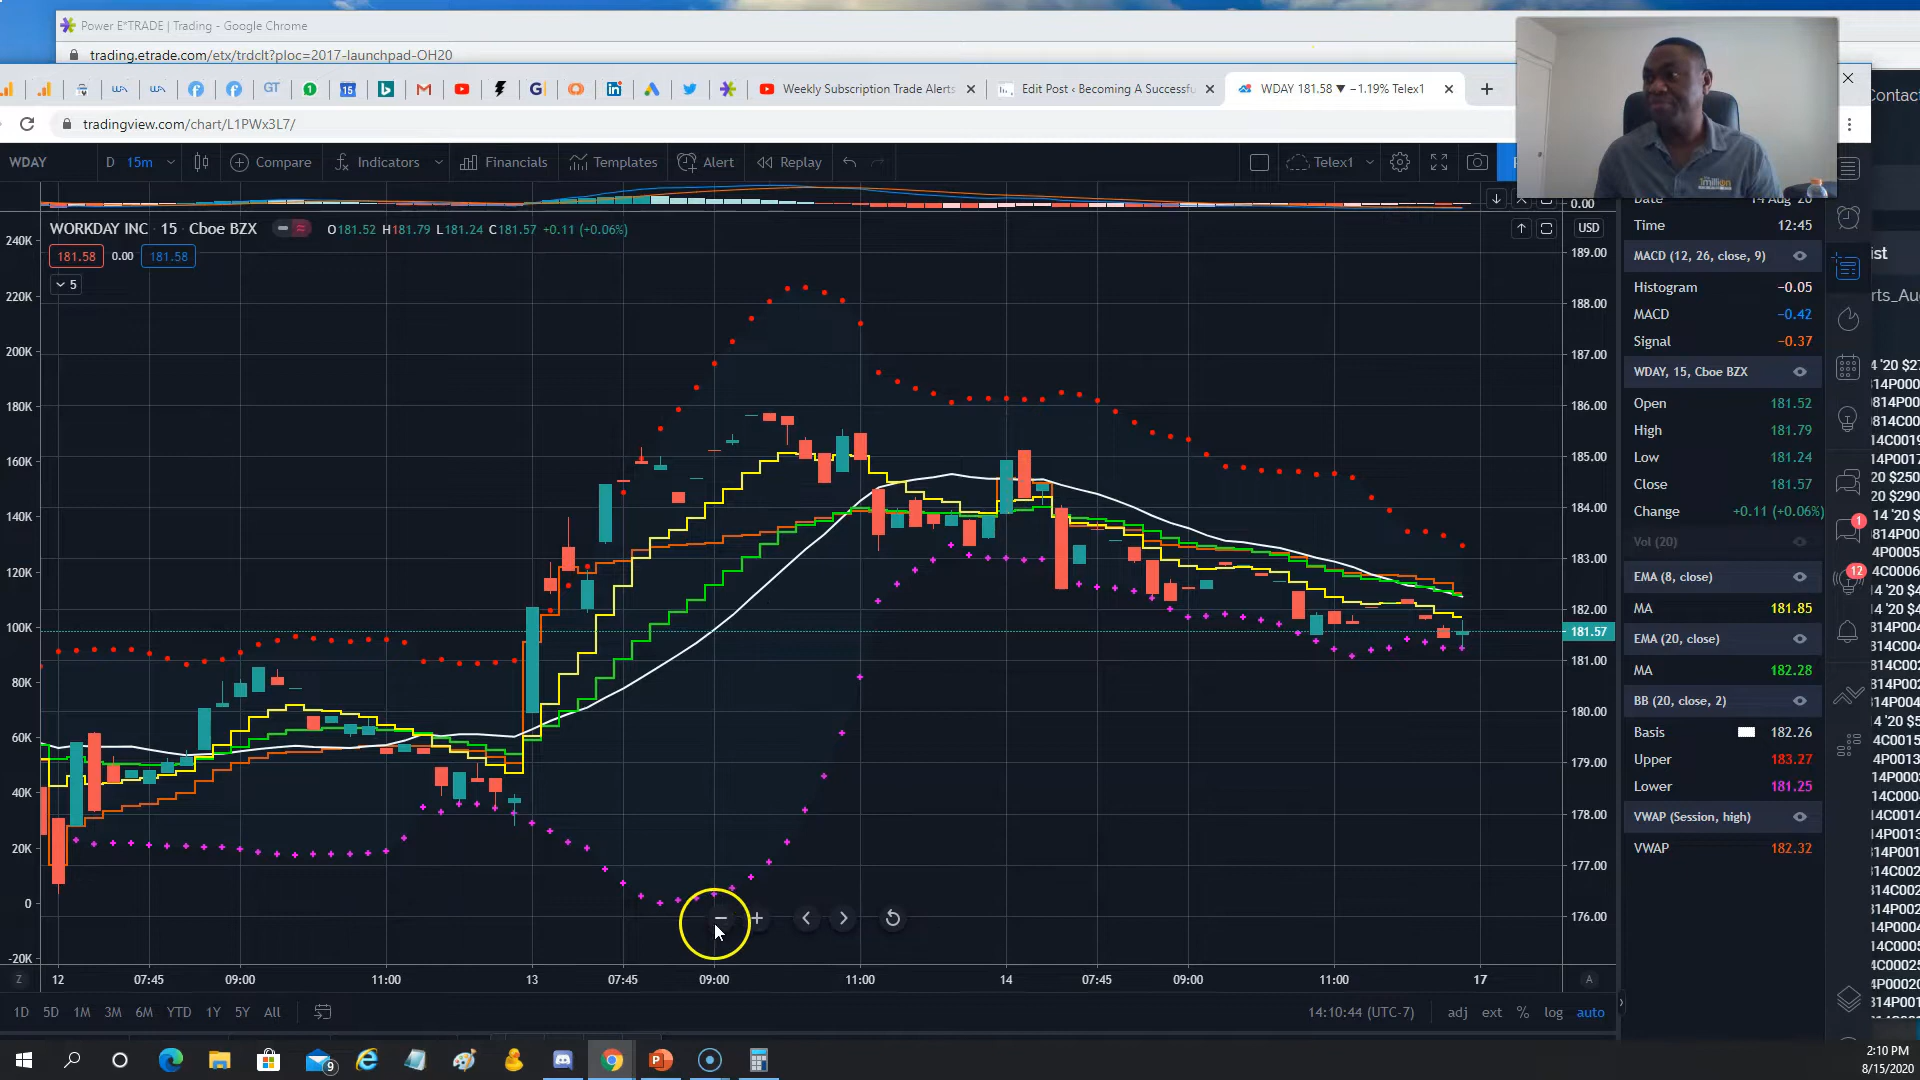 Power E*TRADE | Trading - Google Chrome
trading.etrade.com/etx/trdclt?ploc=2017-launchpad-OH20
Weekly Subscription Trade Alerts
Edit Post ‹ Becoming A Successfu
WDAY 181.58 ▼ −1.19% Telex1
tradingview.com/chart/L1PWx3L7/
WDAY D 15m Compare Indicators Financials Templates Alert Replay Telex1
WORKDAY INC 15 Cboe BZX O181.52 H181.79 L181.24 C181.57 +0.11 (+0.06%)
181.58 0.00 181.58
5
240K
220K
200K
180K
160K
140K
120K
100K
80K
60K
40K
20K
0
-20K
0.00
USD
189.00
188.00
187.00
186.00
185.00
184.00
183.00
182.00
181.57
181.00
180.00
179.00
178.00
177.00
176.00
Z 12 07:45 09:00 11:00 13 07:45 09:00 11:00 14 07:45 09:00 11:00 17 A
1D 5D 1M 3M 6M YTD 1Y 5Y All
14:10:44 (UTC-7) adj ext % log auto
1million
Date 14 Aug '20
Time 12:45
MACD (12, 26, close, 9)
Histogram −0.05
MACD −0.42
Signal −0.37
WDAY, 15, Cboe BZX
Open 181.52
High 181.79
Low 181.24
Close 181.57
Change +0.11 (+0.06%)
Vol (20)
EMA (8, close)
MA 181.85
EMA (20, close)
MA 182.28
BB (20, close, 2)
Basis 182.26
Upper 183.27
Lower 181.25
VWAP (Session, high)
VWAP 182.32
1
12
Contact
ist
rts_Au
2:10 PM
8/15/2020